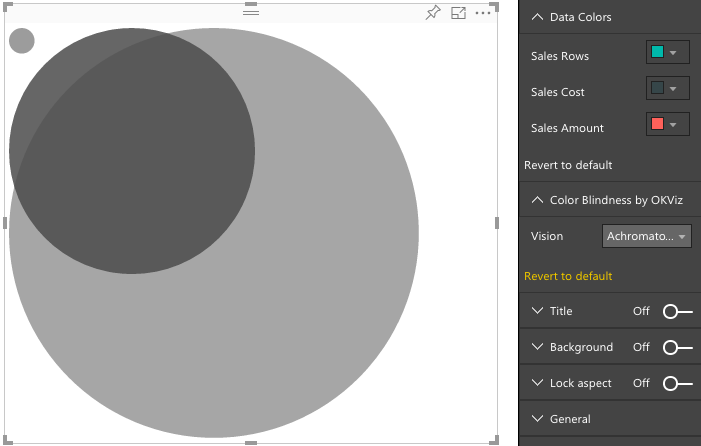 Data Colors
Sales Rows
Sales Cost
Sales Amount
Revert to default
Color Blindness by OKViz
Vision Achromato...
Revert to default
Title Off
Background Off
Lock aspect Off
General